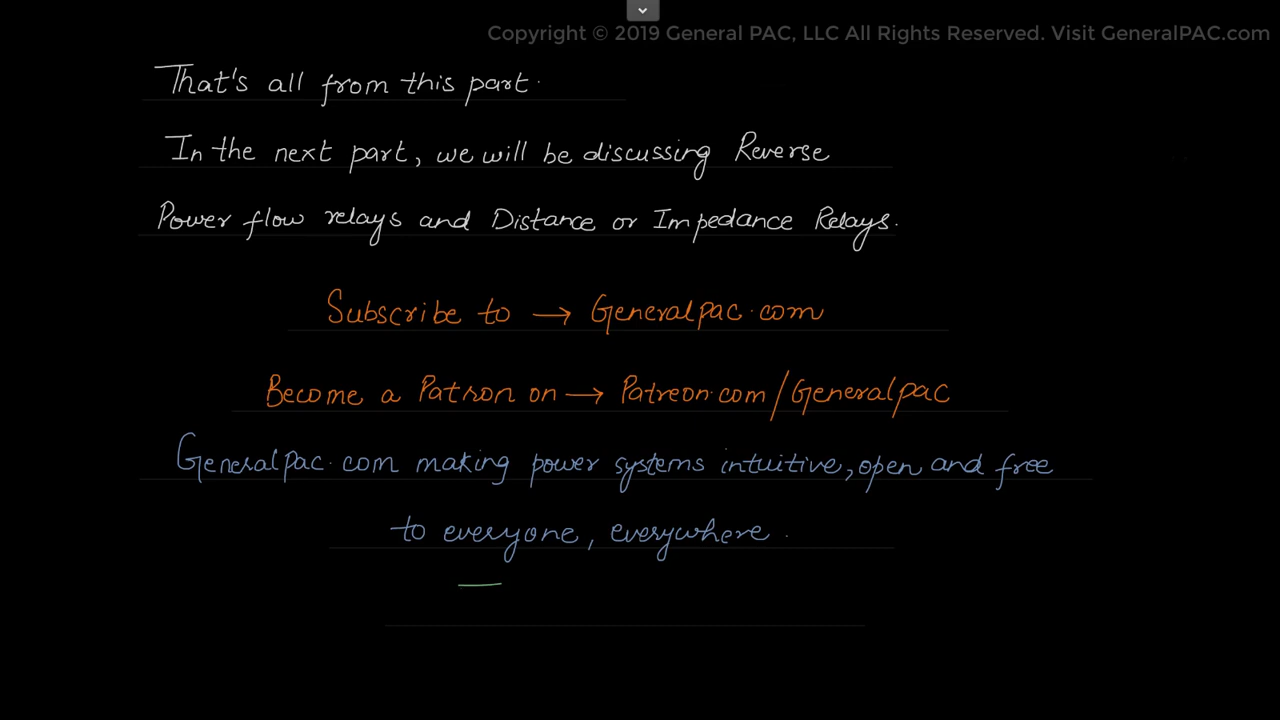 Copyright © 2019 General PAC, LLC All Rights Reserved. Visit GeneralPAC.com
That's all from this part.
In the next part, we will be discussing Reverse
Power flow relays and Distance or Impedance Relays.
Subscribe to → Generalpac.com
Become a Patron on → Patreon.com/Generalpac
Generalpac.com making power systems intuitive, open and free
to everyone, everywhere.